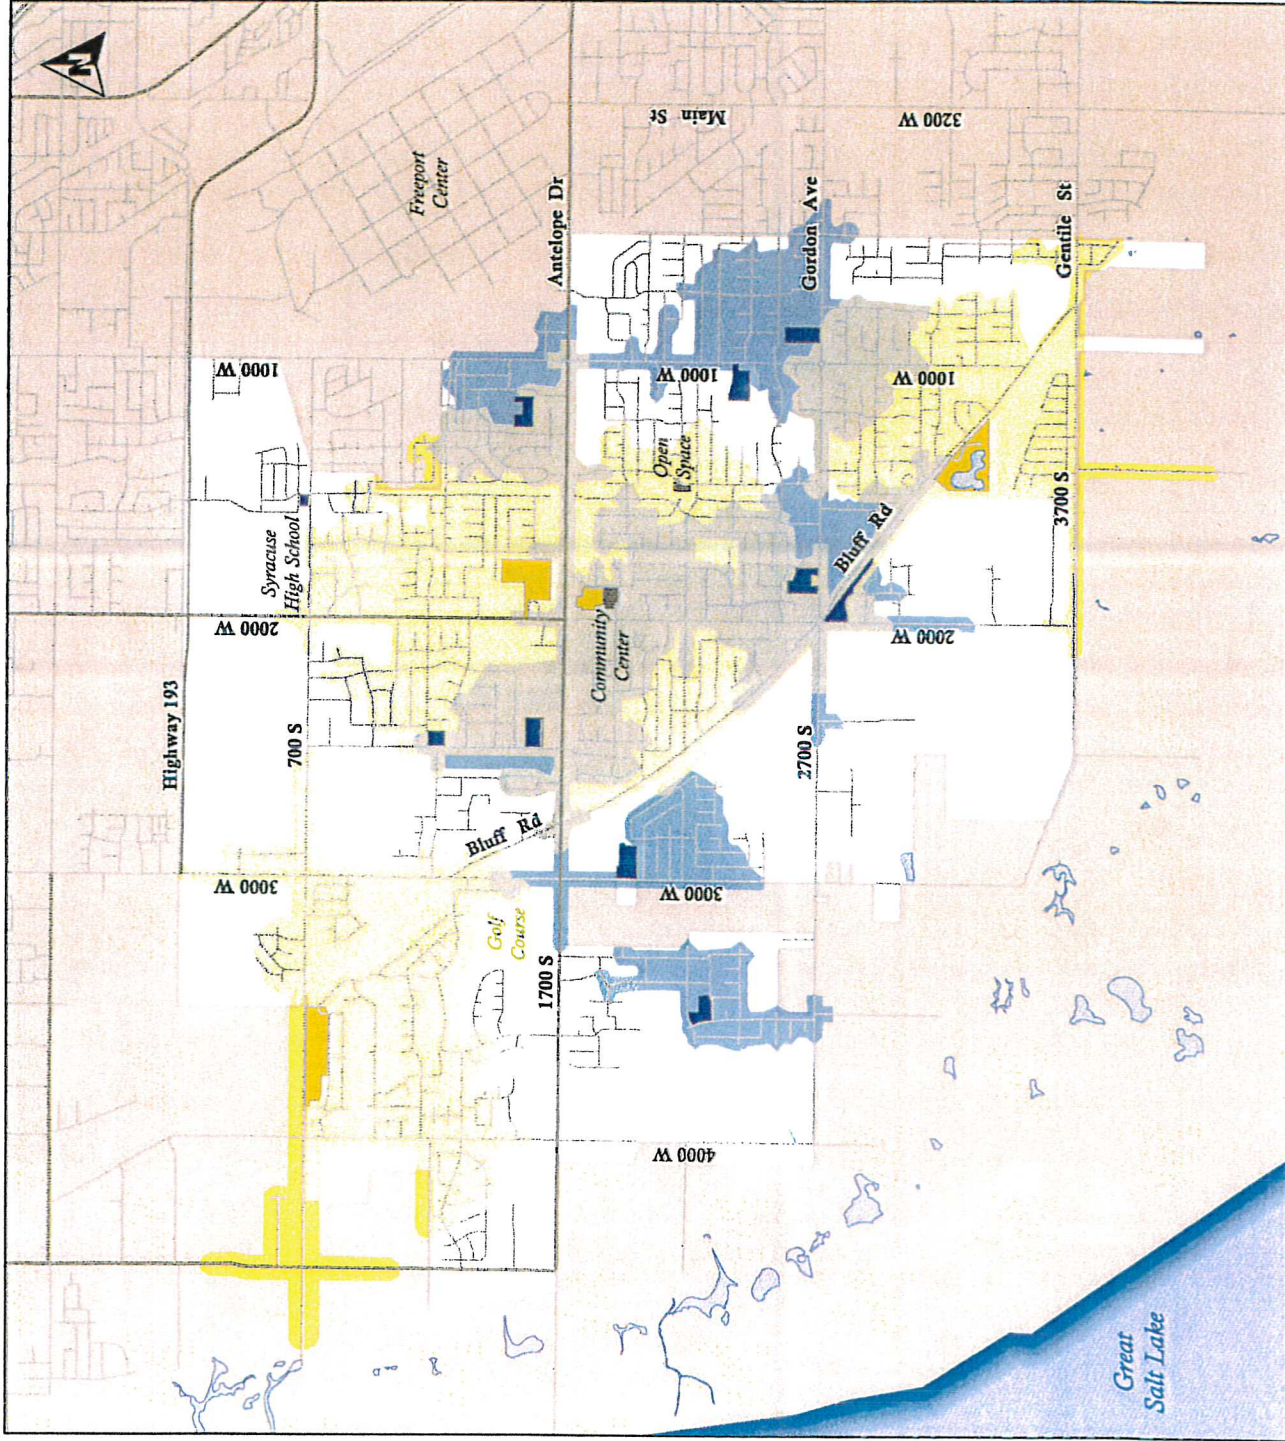 N
Main St
3200 W
Freeport
Center
Antelope Dr
Gordon Ave
Gentile St
1000 W
1000 W
1000 W
Open
Space
Syracuse
High School
3700 S
Bluff Rd
2000 W
2000 W
Community
Center
Highway 193
700 S
2700 S
Bluff Rd
3000 W
3000 W
Golf
Course
1700 S
4000 W
Great
Salt Lake